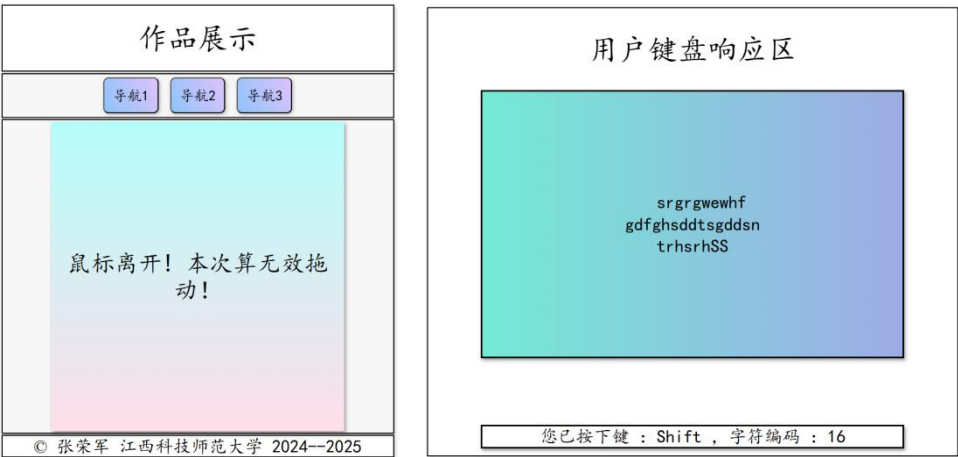 作品展示
导航1 导航2 导航3
鼠标离开! 本次算无效拖
动!
© 张荣军 江西科技师范大学 2024--2025
用户键盘响应区
srgrgwewhf
gdfghsddtsgddsn
trhsrhSS
您已按下键 : Shift , 字符编码 : 16